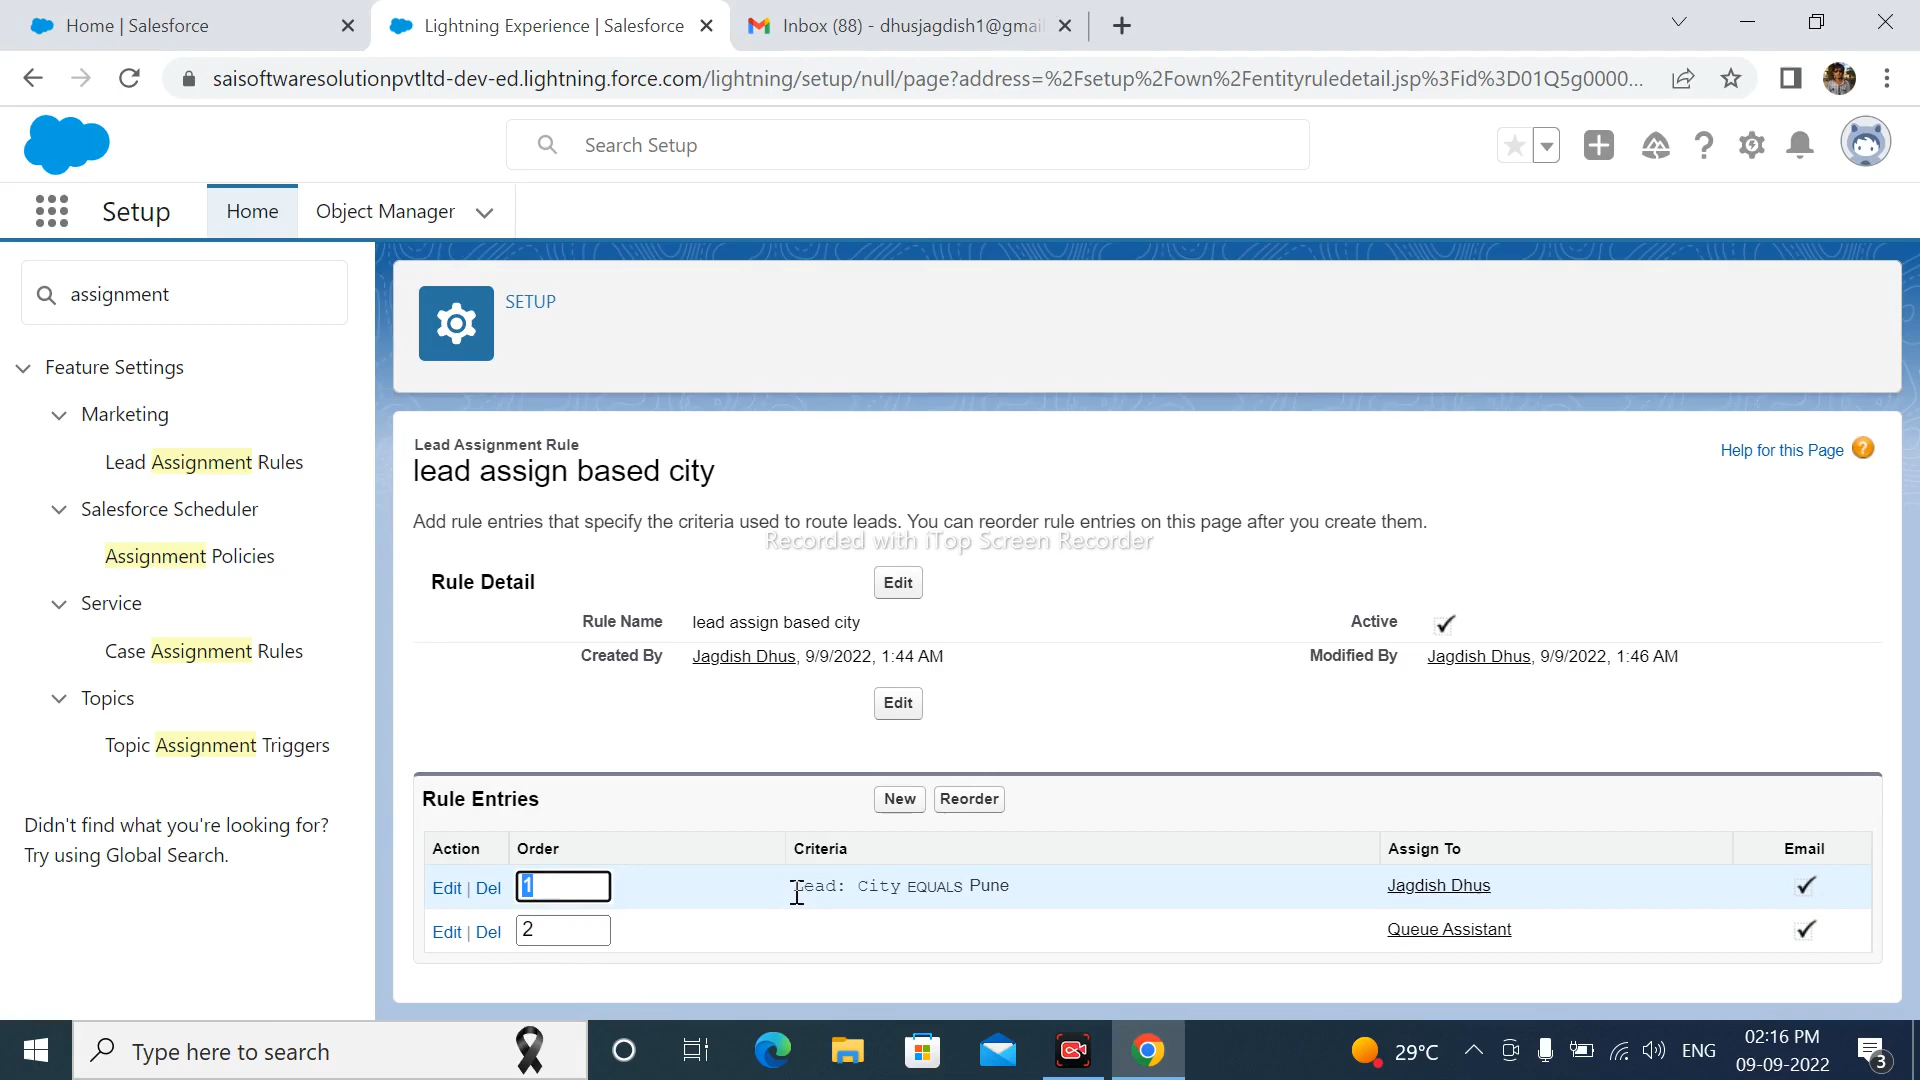 Home | Salesforce
Lightning Experience | Salesforce
Inbox (88) - dhusjagdish1@gmai
saisoftwaresolutionpvtltd-dev-ed.lightning.force.com/lightning/setup/null/page?address=%2Fsetup%2Fown%2Fentityruledetail.jsp%3Fid%3D01Q5g0000...
Search Setup
Setup
Home
Object Manager
assignment
Feature Settings
Marketing
Lead Assignment Rules
Salesforce Scheduler
Assignment Policies
Service
Case Assignment Rules
Topics
Topic Assignment Triggers
Didn't find what you're looking for?
Try using Global Search.
SETUP
Lead Assignment Rule
lead assign based city
Help for this Page
Add rule entries that specify the criteria used to route leads. You can reorder rule entries on this page after you create them.
Recorded with iTop Screen Recorder
Rule Detail
Edit
Rule Name lead assign based city Active
Created By Jagdish Dhus, 9/9/2022, 1:44 AM Modified By Jagdish Dhus, 9/9/2022, 1:46 AM
Edit
Rule Entries New Reorder
Action Order Criteria Assign To Email
Edit | Del 1 Lead: City EQUALS Pune Jagdish Dhus
Edit | Del 2 Queue Assistant
Type here to search
29°C
ENG
02:16 PM
09-09-2022
3